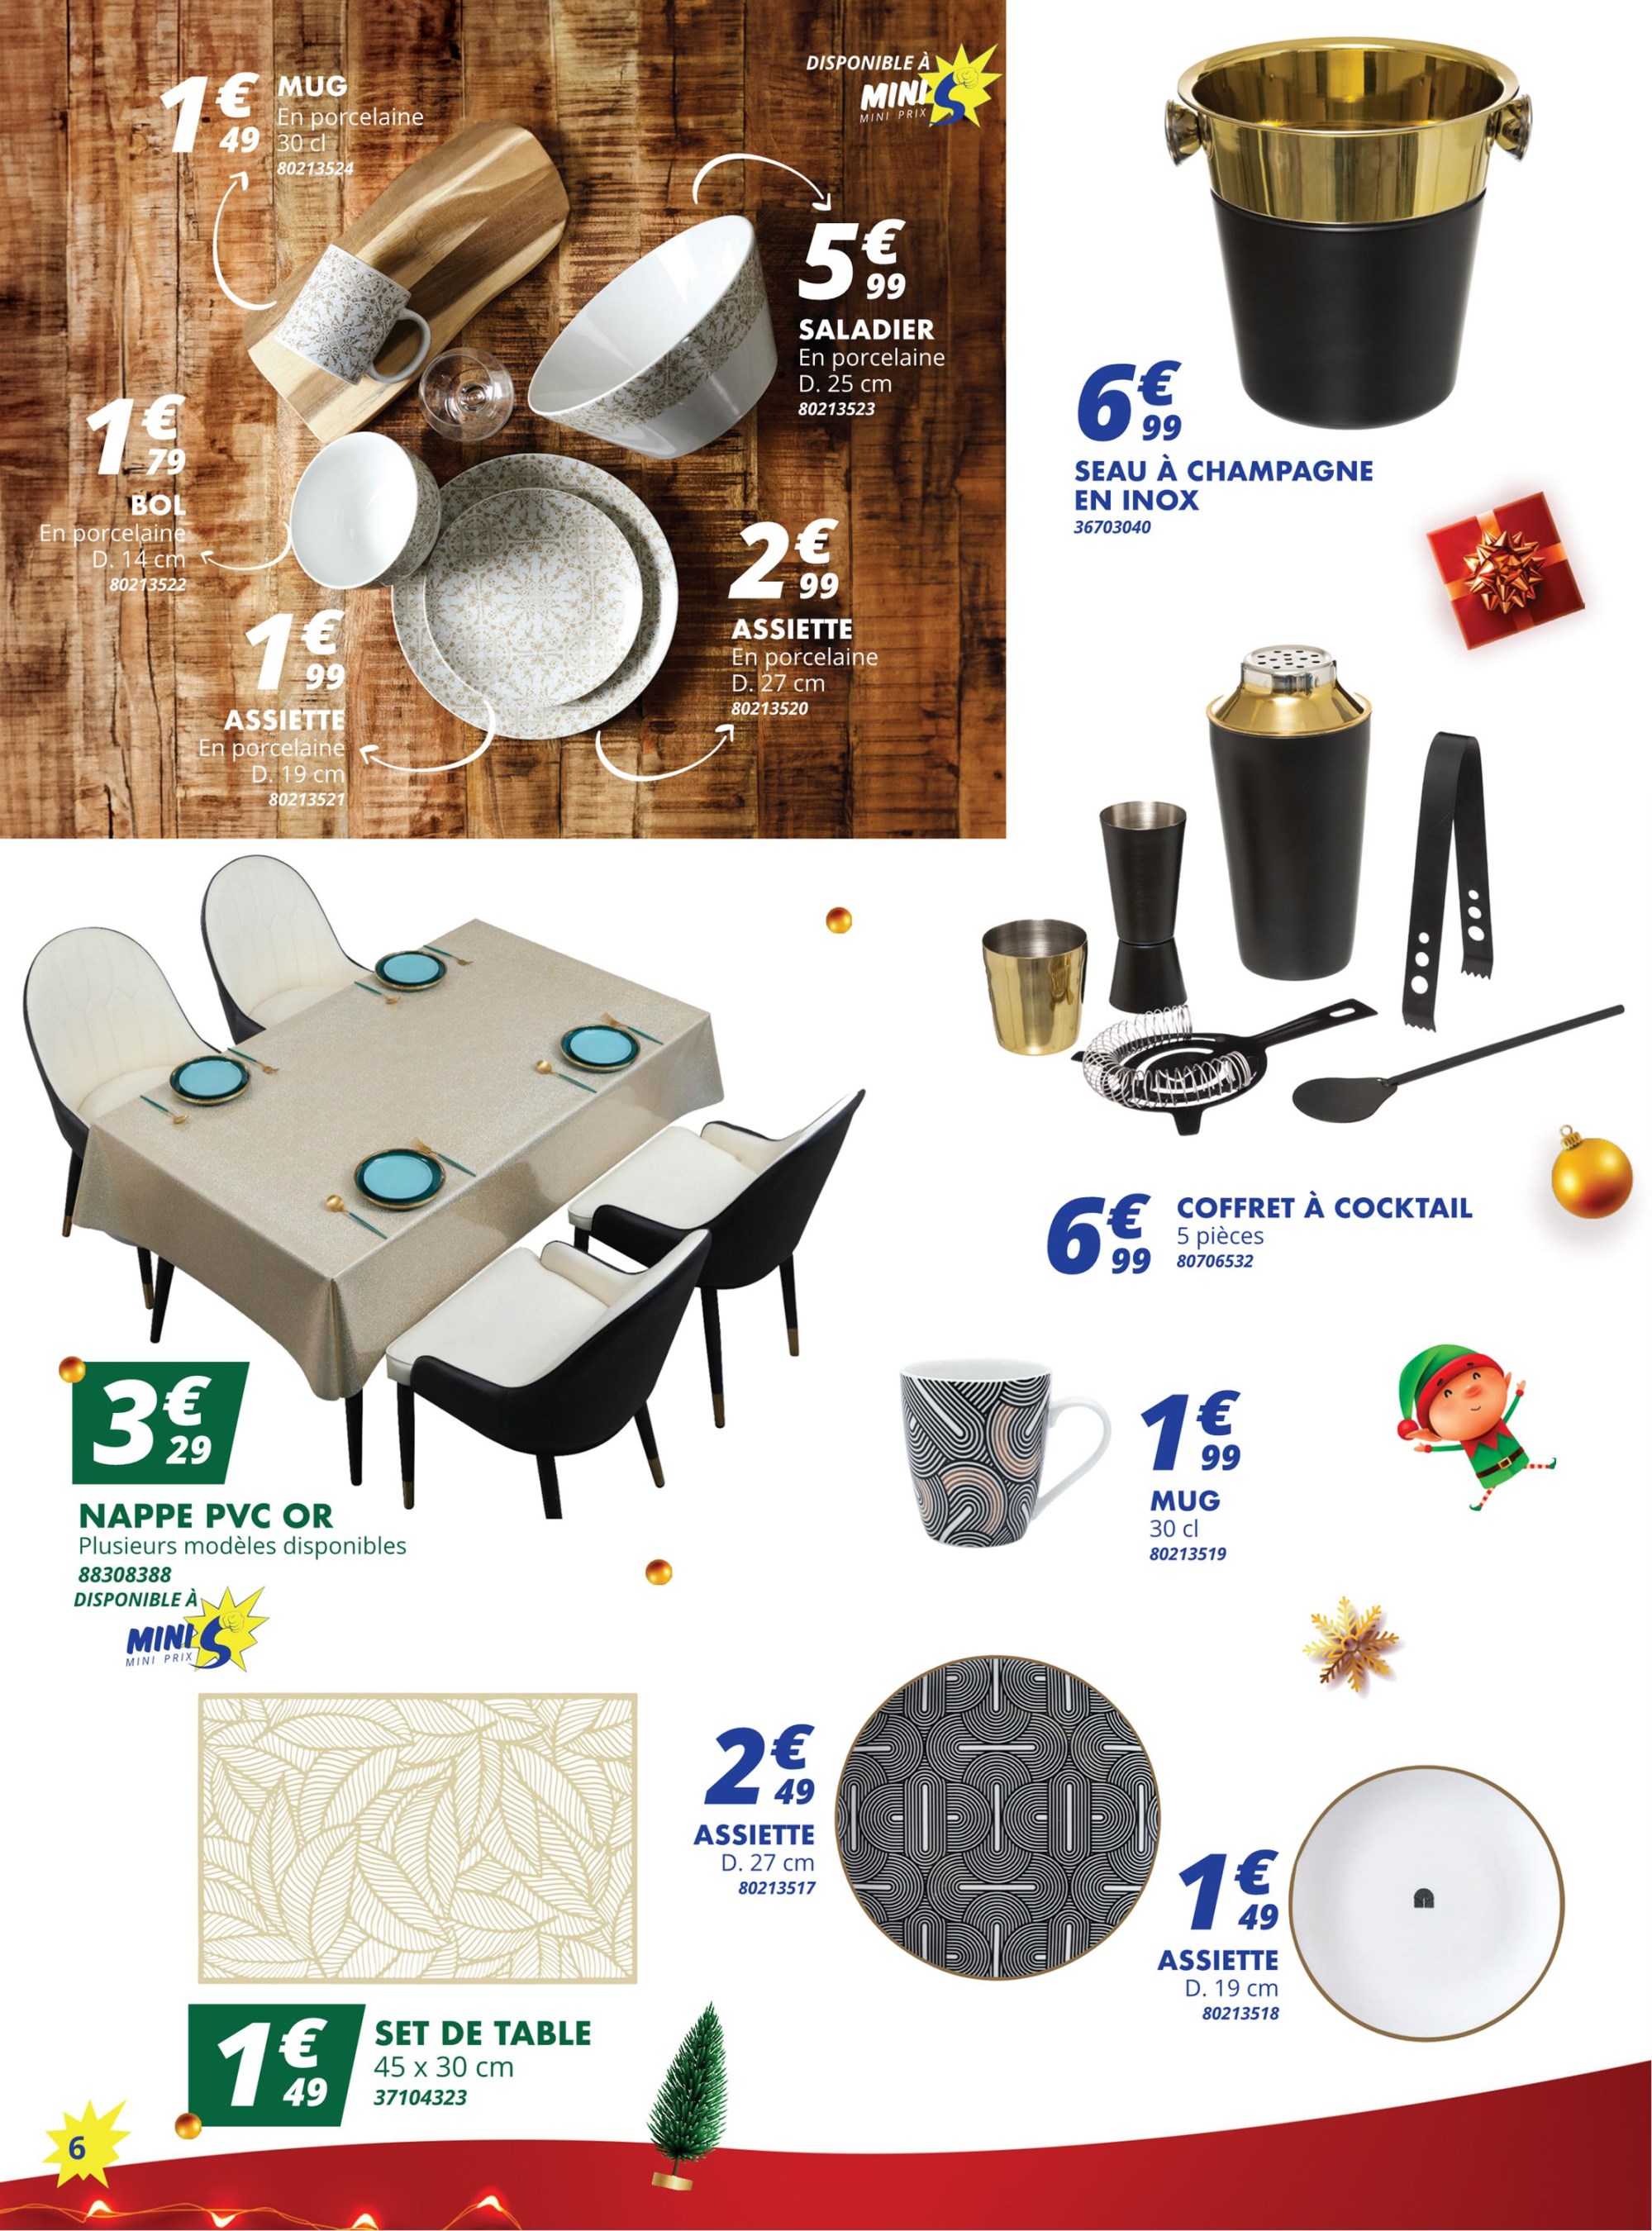 1€49
MUG
En porcelaine
30 cl
80213524
DISPONIBLE À
MINI S
MINI PRIX
5€99
SALADIER
En porcelaine
D. 25 cm
80213523
1€79
BOL
En porcelaine
D. 14 cm
80213522
2€99
ASSIETTE
En porcelaine
D. 27 cm
80213520
1€99
ASSIETTE
En porcelaine
D. 19 cm
80213521
6€99
SEAU À CHAMPAGNE
EN INOX
36703040
6€99
COFFRET À COCKTAIL
5 pièces
80706532
3€29
NAPPE PVC OR
Plusieurs modèles disponibles
88308388
DISPONIBLE À
MINI S
MINI PRIX
1€99
MUG
30 cl
80213519
2€49
ASSIETTE
D. 27 cm
80213517
1€49
ASSIETTE
D. 19 cm
80213518
1€49
SET DE TABLE
45 x 30 cm
37104323
6